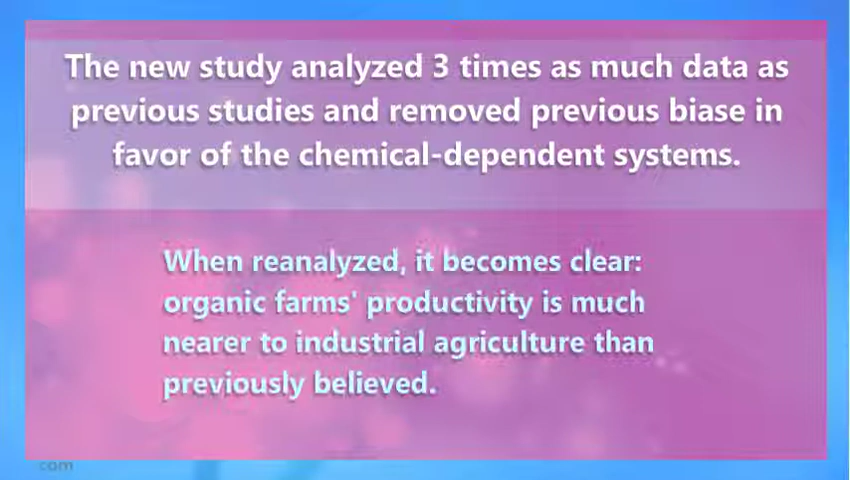 The new study analyzed 3 times as much data as
previous studies and removed previous biase in
favor of the chemical-dependent systems.
When reanalyzed, it becomes clear:
organic farms' productivity is much
nearer to industrial agriculture than
previously believed.
com